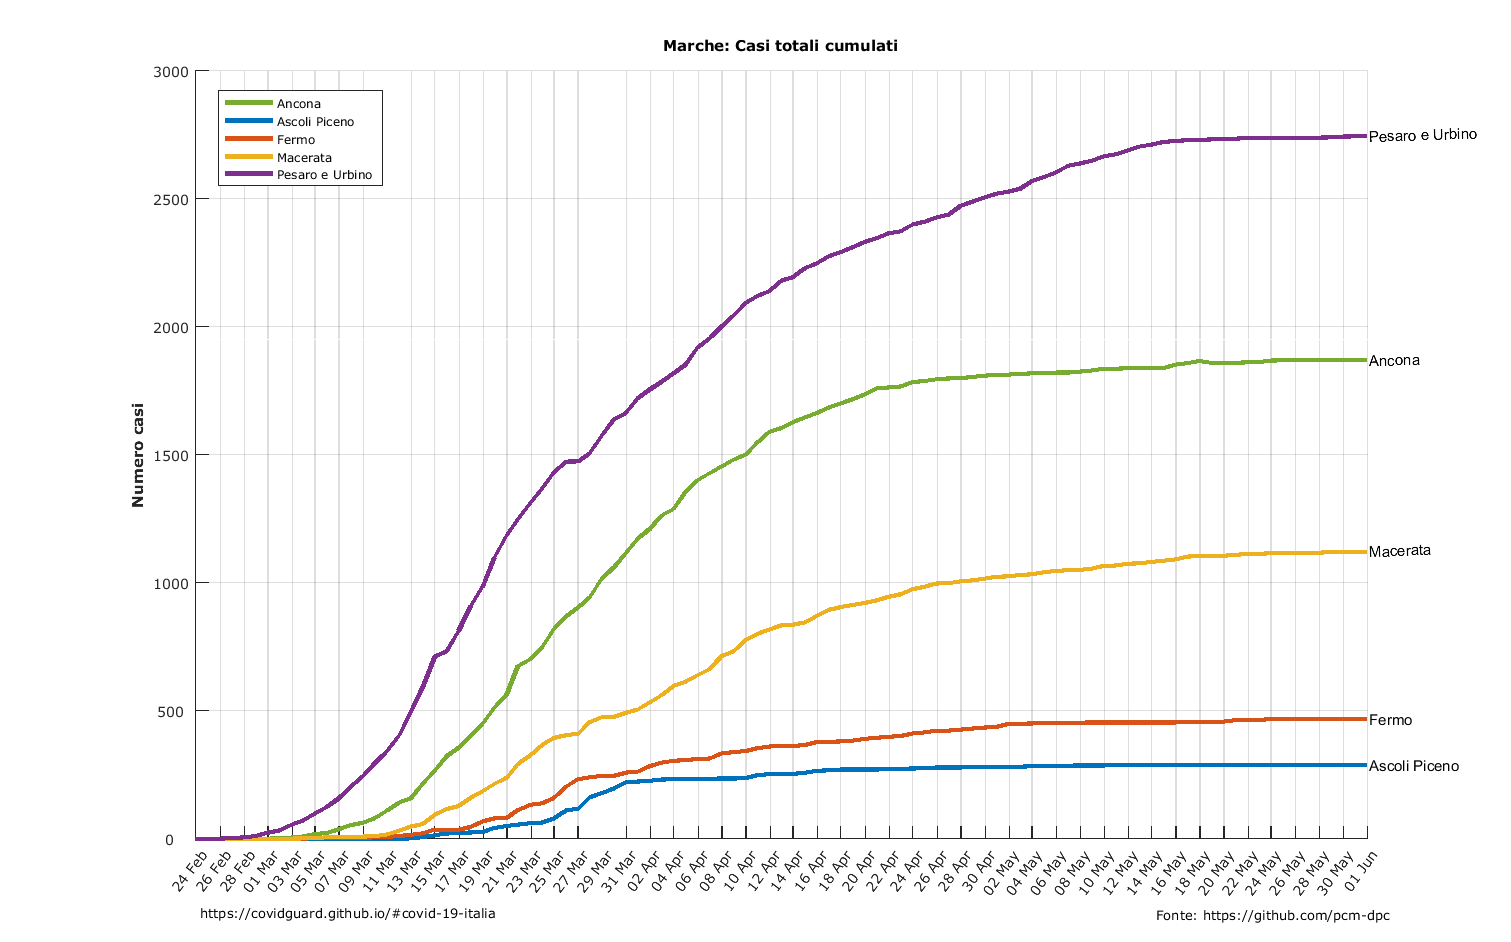 Marche: Casi totali cumulati
3000
2500
2000
1500
1000
500
0
Numero casi
Ancona
Ascoli Piceno
Fermo
Macerata
Pesaro e Urbino
Pesaro e Urbino
Ancona
Macerata
Fermo
Ascoli Piceno
24 Feb
26 Feb
28 Feb
01 Mar
03 Mar
05 Mar
07 Mar
09 Mar
11 Mar
13 Mar
15 Mar
17 Mar
19 Mar
21 Mar
23 Mar
25 Mar
27 Mar
29 Mar
31 Mar
02 Apr
04 Apr
06 Apr
08 Apr
10 Apr
12 Apr
14 Apr
16 Apr
18 Apr
20 Apr
22 Apr
24 Apr
26 Apr
28 Apr
30 Apr
02 May
04 May
06 May
08 May
10 May
12 May
14 May
16 May
18 May
20 May
22 May
24 May
26 May
28 May
30 May
01 Jun
https://covidguard.github.io/#covid-19-italia
Fonte: https://github.com/pcm-dpc